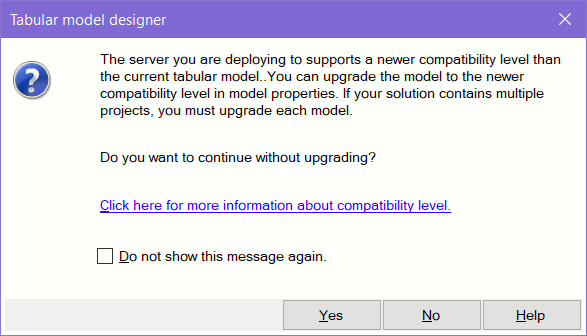 Tabular model designer
The server you are deploying to supports a newer compatibility level than
the current tabular model..You can upgrade the model to the newer
compatibility level in model properties. If your solution contains multiple
projects, you must upgrade each model.
Do you want to continue without upgrading?
Click here for more information about compatibility level.
Do not show this message again.
Yes No Help